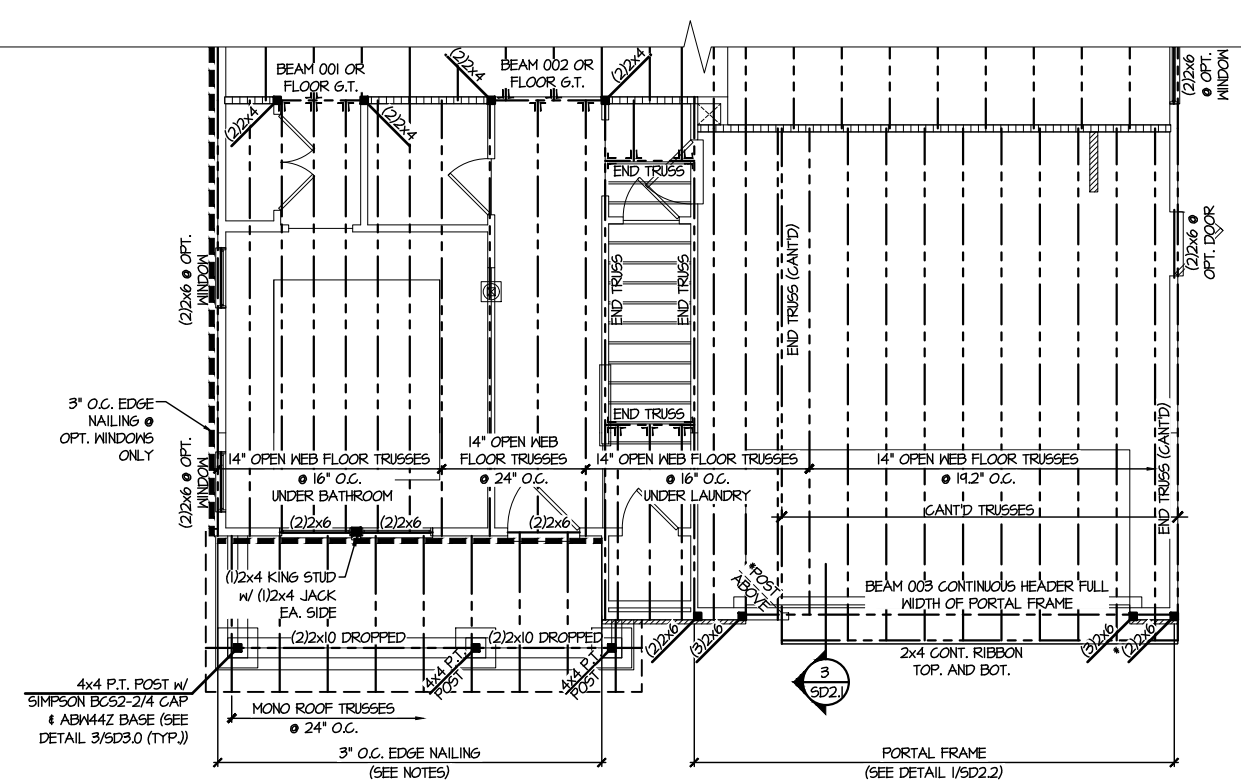 BEAM 001 OR
FLOOR G.T.
(2)2x4
BEAM 002 OR
FLOOR G.T.
(2)2x4
(2)2x4
(2)2x4
(2)2x6
@ OPT.
WINDOW
END TRUSS
(2)2x6 @ OPT.
WINDOW
END TRUSS
END TRUSS
END TRUSS (CANT'D)
(2)2x6 @
OPT. DOOR
3" O.C. EDGE
NAILING @
OPT. WINDOWS
ONLY
END TRUSS
(2)2x6 @ OPT.
WINDOW
14" OPEN WEB FLOOR TRUSSES
@ 16" O.C.
UNDER BATHROOM
14" OPEN WEB
FLOOR TRUSSES
@ 24" O.C.
14" OPEN WEB FLOOR TRUSSES
@ 16" O.C.
UNDER LAUNDRY
14" OPEN WEB FLOOR TRUSSES
@ 19.2" O.C.
END TRUSS (CANT'D)
CANT'D TRUSSES
(2)2x6
(2)2x6
(2)2x6
(1)2x4 KING STUD
W/ (1)2x4 JACK
EA. SIDE
*POST
ABOVE
BEAM 003 CONTINUOUS HEADER FULL
WIDTH OF PORTAL FRAME
(2)2x10 DROPPED
(2)2x10 DROPPED
(2)2x6
(3)2x6
(3)2x6
*(2)2x6
2x4 CONT. RIBBON
TOP. AND BOT.
3
SD2.1
4x4 P.T.
POST
4x4 P.T.
POST
4x4 P.T. POST W/
SIMPSON BCS2-2/4 CAP
& ABW44Z BASE (SEE
DETAIL 3/SD3.0 (TYP.))
MONO ROOF TRUSSES
@ 24" O.C.
3" O.C. EDGE NAILING
(SEE NOTES)
PORTAL FRAME
(SEE DETAIL 1/SD2.2)